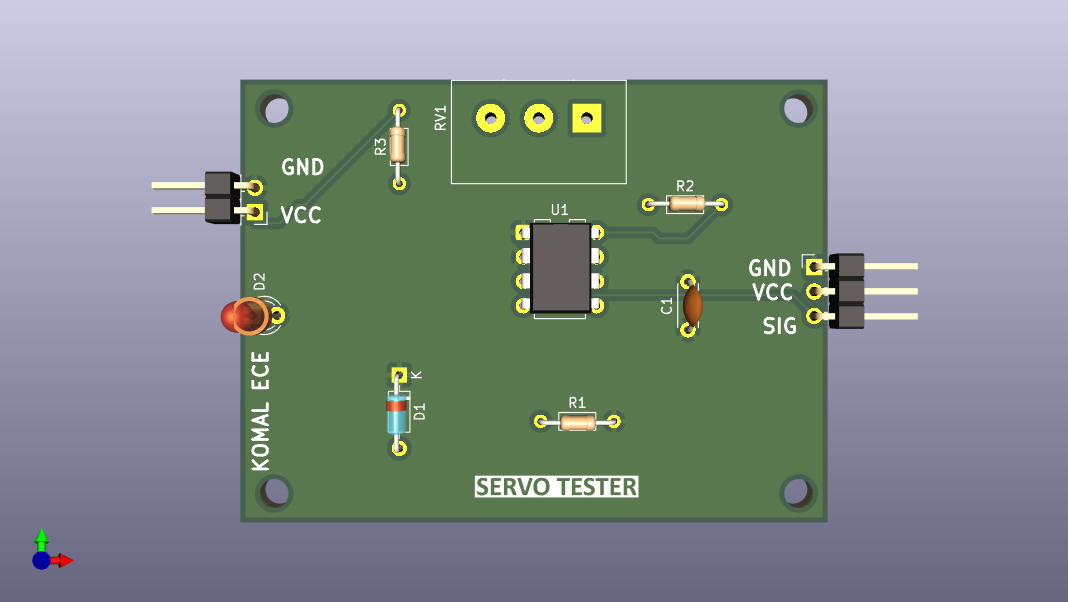 RV1
R3
GND
VCC
R2
U1
GND
VCC
SIG
C1
D2
KOMAL ECE
K
D1
R1
SERVO TESTER